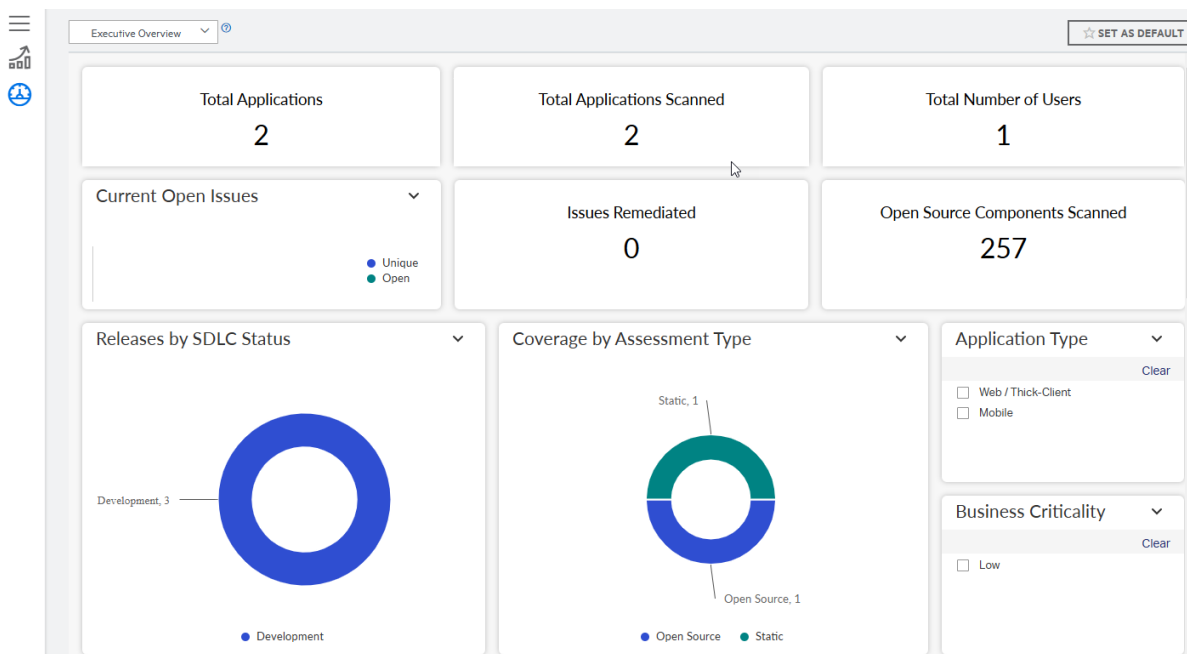 Executive Overview
SET AS DEFAULT
Total Applications
2
Total Applications Scanned
2
Total Number of Users
1
Current Open Issues
Unique
Open
Issues Remediated
0
Open Source Components Scanned
257
Releases by SDLC Status
Development, 3
Development
Coverage by Assessment Type
Static, 1
Open Source, 1
Open Source
Static
Application Type
Clear
Web / Thick-Client
Mobile
Business Criticality
Clear
Low